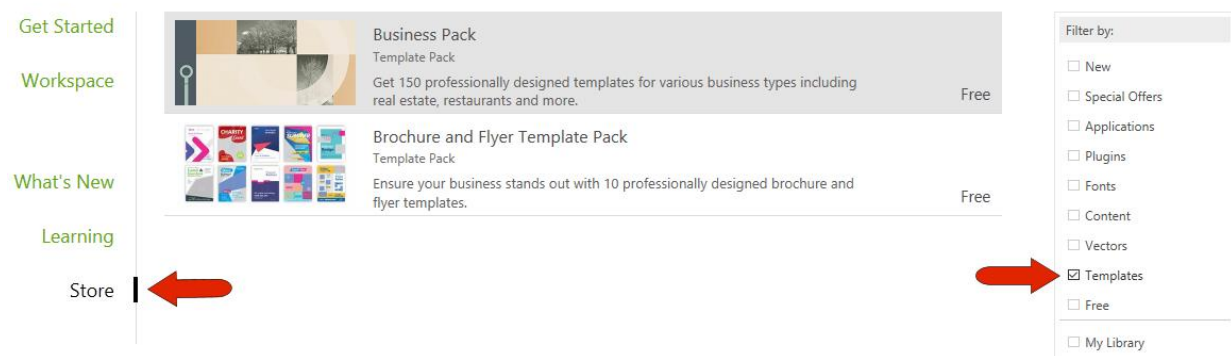 Get Started
Workspace
What's New
Learning
Store
Business Pack
Template Pack
Get 150 professionally designed templates for various business types including
real estate, restaurants and more.
Free
Brochure and Flyer Template Pack
Template Pack
Ensure your business stands out with 10 professionally designed brochure and
flyer templates.
Free
CHARITY
Filter by:
New
Special Offers
Applications
Plugins
Fonts
Content
Vectors
Templates
Free
My Library